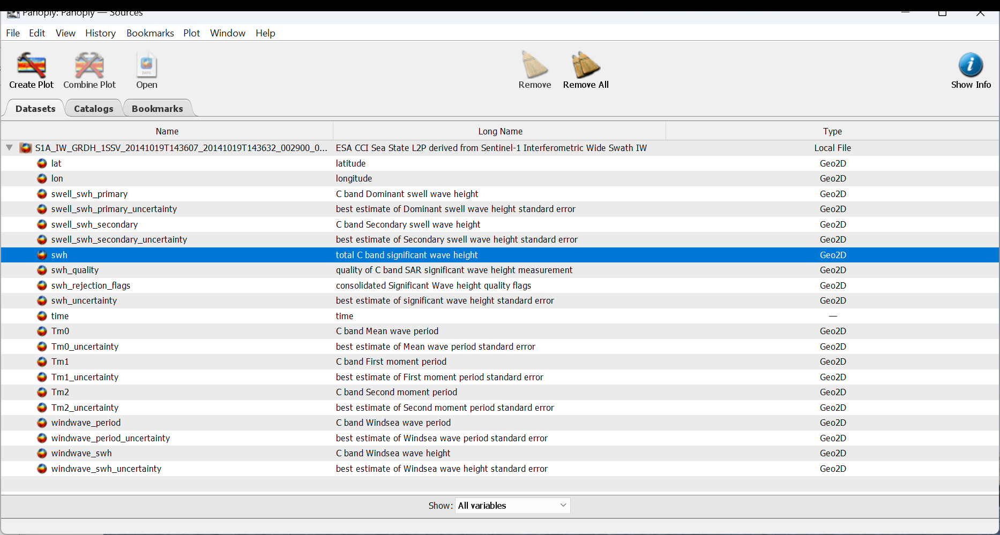 Panoply: Panoply — Sources
File Edit View History Bookmarks Plot Window Help
Create Plot Combine Plot Open Remove Remove All Show Info
DATA
Datasets Catalogs Bookmarks
Name Long Name Type
S1A_IW_GRDH_1SSV_20141019T143607_20141019T143632_002900_0... ESA CCI Sea State L2P derived from Sentinel-1 Interferometric Wide Swath IW Local File
lat latitude Geo2D
lon longitude Geo2D
swell_swh_primary C band Dominant swell wave height Geo2D
swell_swh_primary_uncertainty best estimate of Dominant swell wave height standard error Geo2D
swell_swh_secondary C band Secondary swell wave height Geo2D
swell_swh_secondary_uncertainty best estimate of Secondary swell wave height standard error Geo2D
swh total C band significant wave height Geo2D
swh_quality quality of C band SAR significant wave height measurement Geo2D
swh_rejection_flags consolidated Significant Wave height quality flags Geo2D
swh_uncertainty best estimate of significant wave height standard error Geo2D
time time —
Tm0 C band Mean wave period Geo2D
Tm0_uncertainty best estimate of Mean wave period standard error Geo2D
Tm1 C band First moment period Geo2D
Tm1_uncertainty best estimate of First moment period standard error Geo2D
Tm2 C band Second moment period Geo2D
Tm2_uncertainty best estimate of Second moment period standard error Geo2D
windwave_period C band Windsea wave period Geo2D
windwave_period_uncertainty best estimate of Windsea wave period standard error Geo2D
windwave_swh C band Windsea wave height Geo2D
windwave_swh_uncertainty best estimate of Windsea wave height standard error Geo2D
Show: All variables